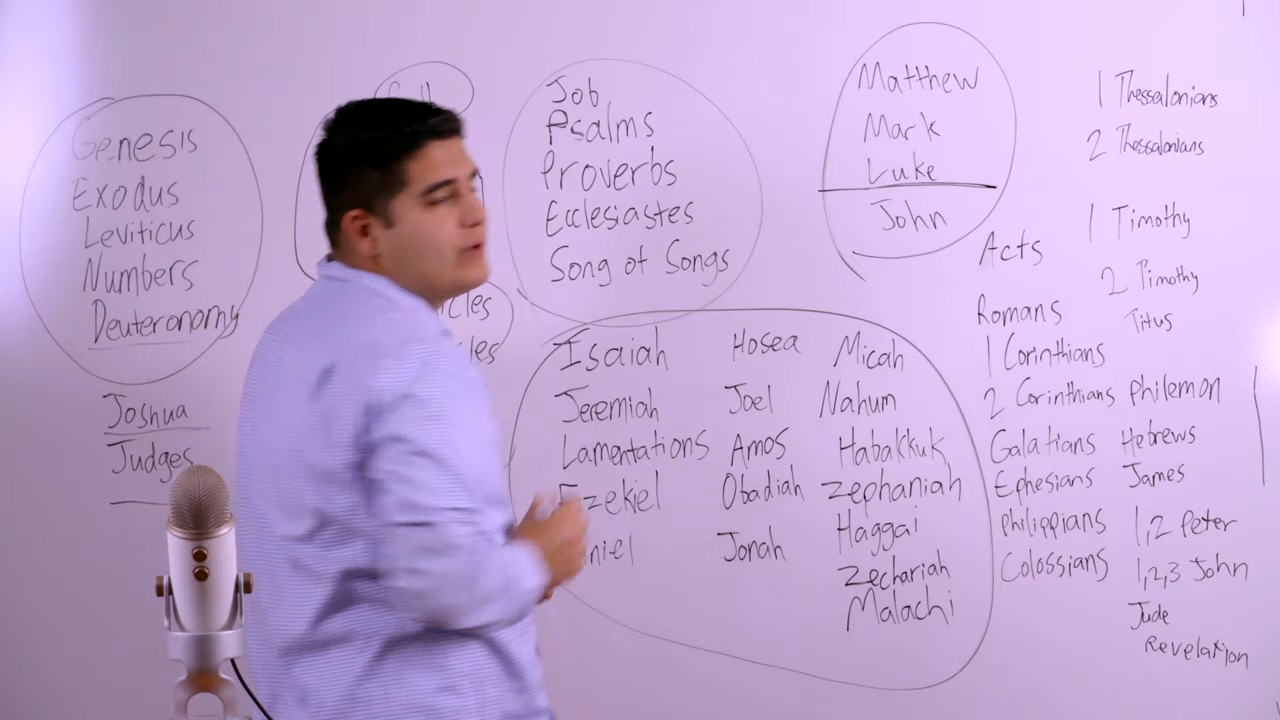 Genesis
Exodus
Leviticus
Numbers
Deuteronomy
Joshua
Judges
Job
Psalms
Proverbs
Ecclesiastes
Song of Songs
Isaiah
Jeremiah
Lamentations
Ezekiel
niel
Hosea
Joel
Amos
Obadiah
Jonah
Micah
Nahum
Habakkuk
Zephaniah
Haggai
Zechariah
Malachi
Matthew
Mark
Luke
John
Acts
Romans
1 Corinthians
2 Corinthians
Galatians
Ephesians
Philippians
Colossians
1 Thessalonians
2 Thessalonians
1 Timothy
2 Timothy
Titus
Philemon
Hebrews
James
1,2 Peter
1,2,3 John
Jude
Revelation